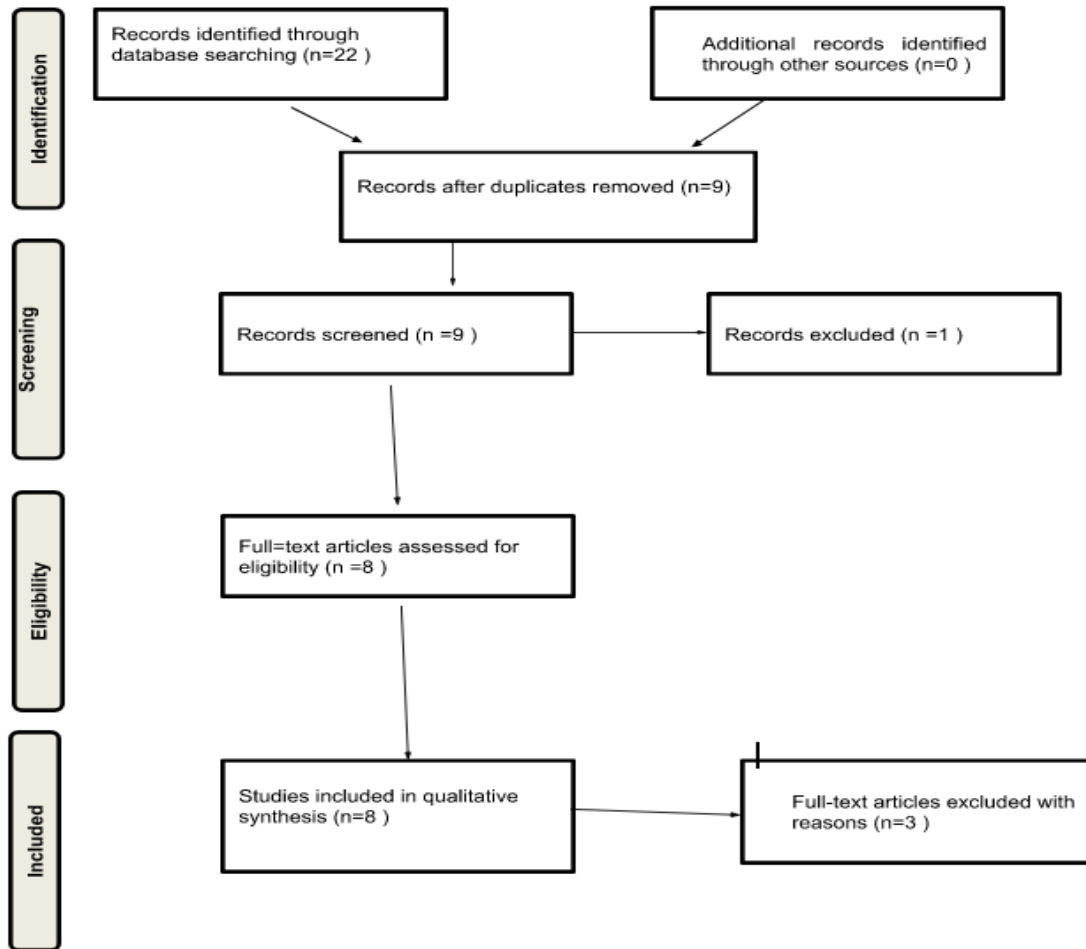 Identification
Records identified through
database searching (n=22 )
Additional records identified
through other sources (n=0 )
Records after duplicates removed (n=9)
Screening
Records screened (n =9 )
Records excluded (n =1 )
Eligibility
Full=text articles assessed for
eligibility (n =8 )
Included
Studies included in qualitative
synthesis (n=8 )
Full-text articles excluded with
reasons (n=3 )